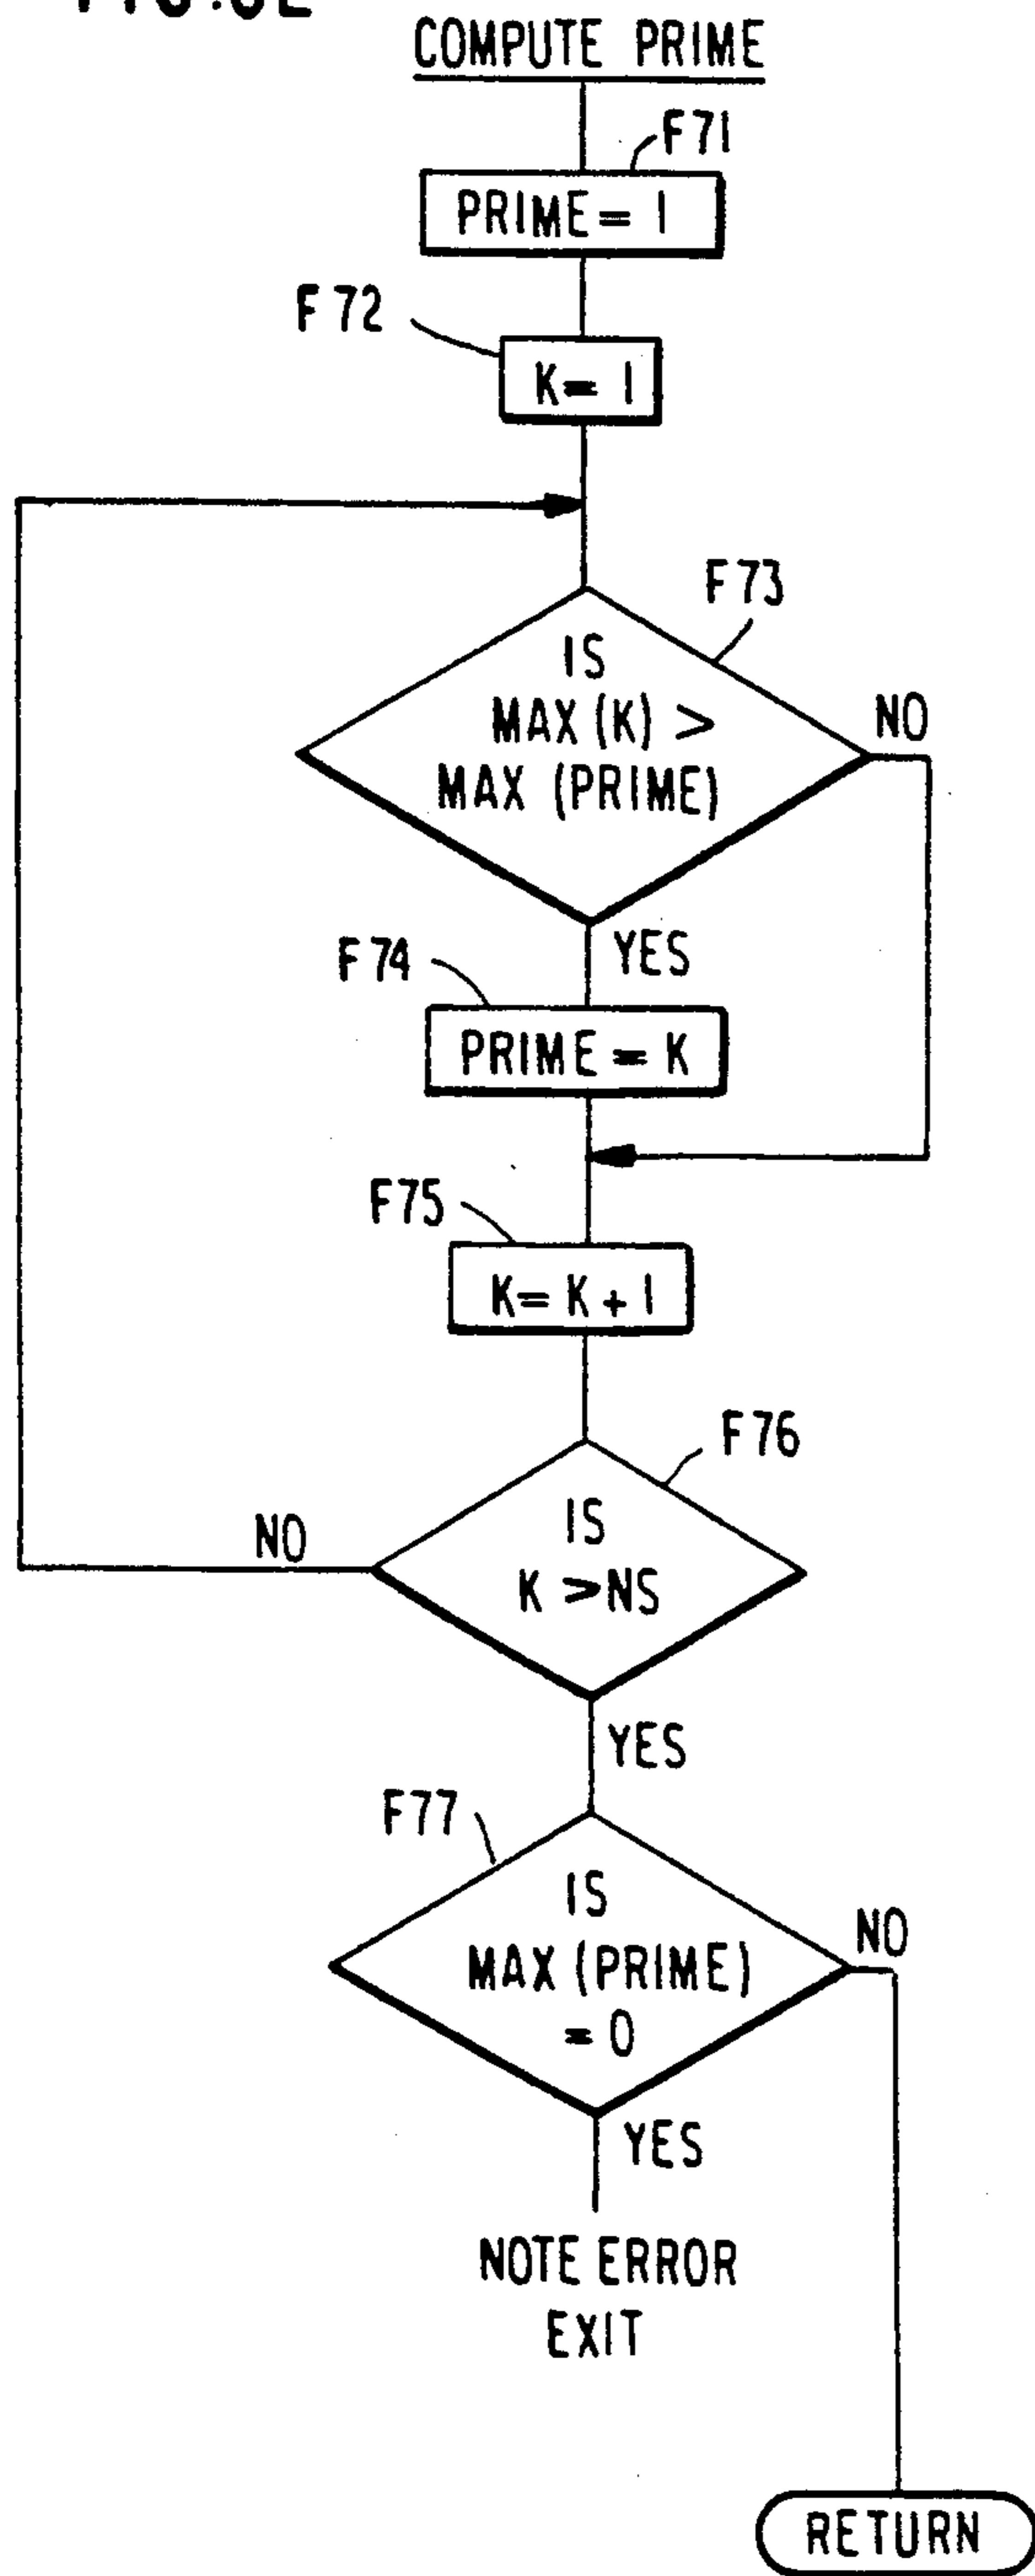 COMPUTE PRIME
F71
PRIME = 1
F72
K = 1
F73
IS
MAX (K) >
MAX (PRIME)
NO
YES
F74
PRIME = K
F75
K = K + 1
F76
IS
K > NS
NO
YES
F77
IS
MAX (PRIME)
= 0
NO
YES
NOTE ERROR
EXIT
RETURN